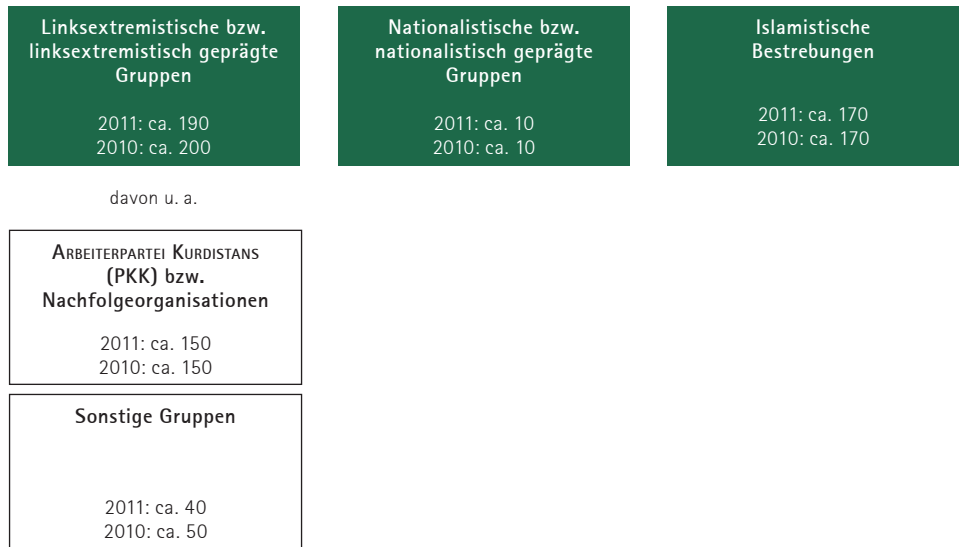 Linksextremistische bzw.
linksextremistisch geprägte
Gruppen
2011: ca. 190
2010: ca. 200
Nationalistische bzw.
nationalistisch geprägte
Gruppen
2011: ca. 10
2010: ca. 10
Islamistische
Bestrebungen
2011: ca. 170
2010: ca. 170
davon u. a.
ARBEITERPARTEI KURDISTANS
(PKK) bzw.
Nachfolgeorganisationen
2011: ca. 150
2010: ca. 150
Sonstige Gruppen
2011: ca. 40
2010: ca. 50